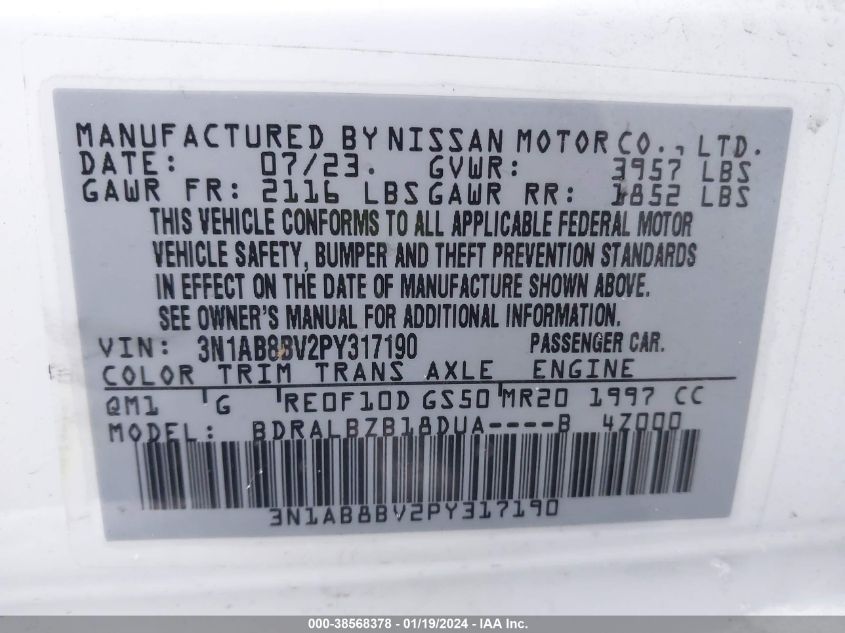 MANUFACTURED BY NISSAN MOTOR CO., LTD.
DATE: 07/23. GVWR: 3957 LBS
GAWR FR: 2116 LBS GAWR RR: 1852 LBS
THIS VEHICLE CONFORMS TO ALL APPLICABLE FEDERAL MOTOR
VEHICLE SAFETY, BUMPER AND THEFT PREVENTION STANDARDS
IN EFFECT ON THE DATE OF MANUFACTURE SHOWN ABOVE.
SEE OWNER'S MANUAL FOR ADDITIONAL INFORMATION.
VIN: 3N1AB8BV2PY317190 PASSENGER CAR.
COLOR TRIM TRANS AXLE ENGINE
QM1 G RE0F10D GS50 MR20 1997 CC
MODEL: BDRALBZB18DUA----B 4Z000
3N1AB8BV2PY317190
000-38568378 - 01/19/2024 - IAA Inc.